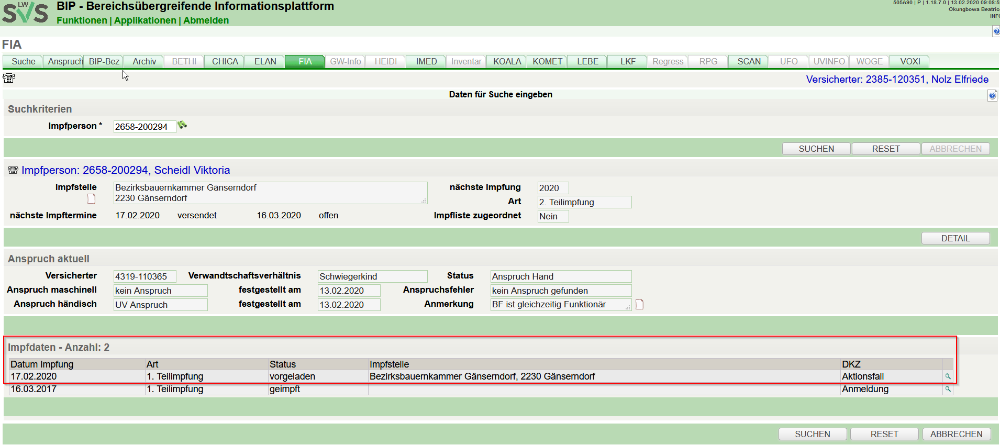 LW
SVS
BIP - Bereichsübergreifende Informationsplattform
505A90 | P | 1.18.7.0 | 13.02.2020 09:08:5
Okungbowa Beatric
INFO
Funktionen | Applikationen | Abmelden
FIA
Suche Anspruch BIP-Bez Archiv BETHI CHICA ELAN FIA GW-Info HEIDI IMED Inventar KOALA KOMET LEBE LKF Regress RPG SCAN UFO UVINFO WOGE VOXI
Versicherter: 2385-120351, Nolz Elfriede
Daten für Suche eingeben
Suchkriterien
Impfperson * 2658-200294
SUCHEN RESET ABBRECHEN
Impfperson: 2658-200294, Scheidl Viktoria
Impfstelle Bezirksbauernkammer Gänserndorf nächste Impfung 2020
2230 Gänserndorf Art 2. Teilimpfung
nächste Impftermine 17.02.2020 versendet 16.03.2020 offen Impfliste zugeordnet Nein
DETAIL
Anspruch aktuell
Versicherter 4319-110365 Verwandtschaftsverhältnis Schwiegerkind Status Anspruch Hand
Anspruch maschinell kein Anspruch festgestellt am 13.02.2020 Anspruchsfehler kein Anspruch gefunden
Anspruch händisch UV Anspruch festgestellt am 13.02.2020 Anmerkung BF ist gleichzeitig Funktionär
Impfdaten - Anzahl: 2
Datum Impfung Art Status Impfstelle DKZ
17.02.2020 1. Teilimpfung vorgeladen Bezirksbauernkammer Gänserndorf, 2230 Gänserndorf Aktionsfall
16.03.2017 1. Teilimpfung geimpft Anmeldung
SUCHEN RESET ABBRECHEN